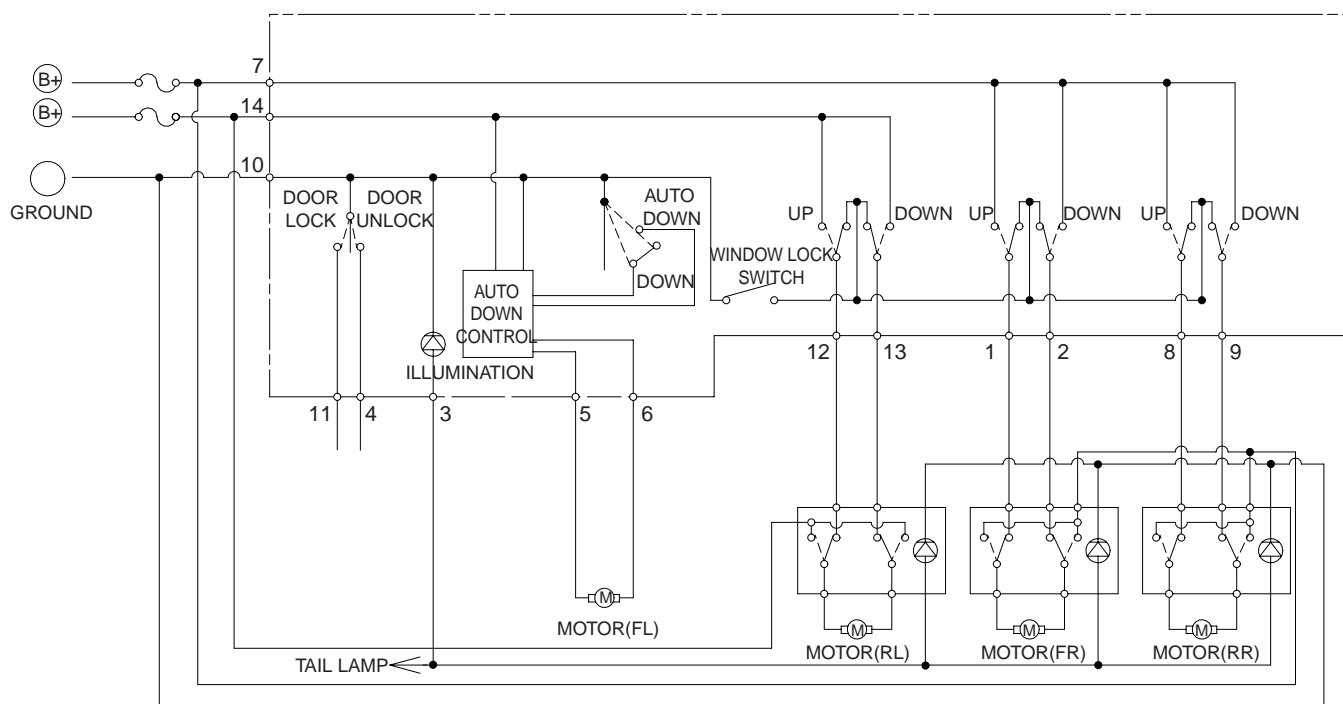 B+
7
B+
14
10
GROUND
DOOR
LOCK
DOOR
UNLOCK
AUTO
DOWN
DOWN
WINDOW LOCK
SWITCH
UP
DOWN
UP
DOWN
UP
DOWN
AUTO
DOWN
CONTROL
ILLUMINATION
12
13
1
2
8
9
11
4
3
5
6
M
MOTOR(FL)
M
MOTOR(RL)
M
MOTOR(FR)
M
MOTOR(RR)
TAIL LAMP